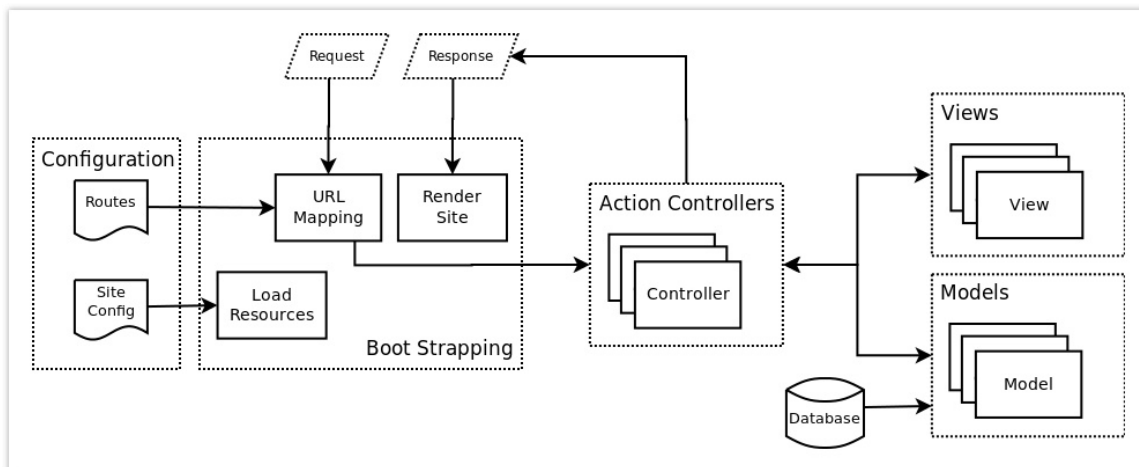 Request
Response
Configuration
Routes
Site
Config
URL
Mapping
Render
Site
Load
Resources
Boot Strapping
Action Controllers
Controller
Views
View
Models
Model
Database